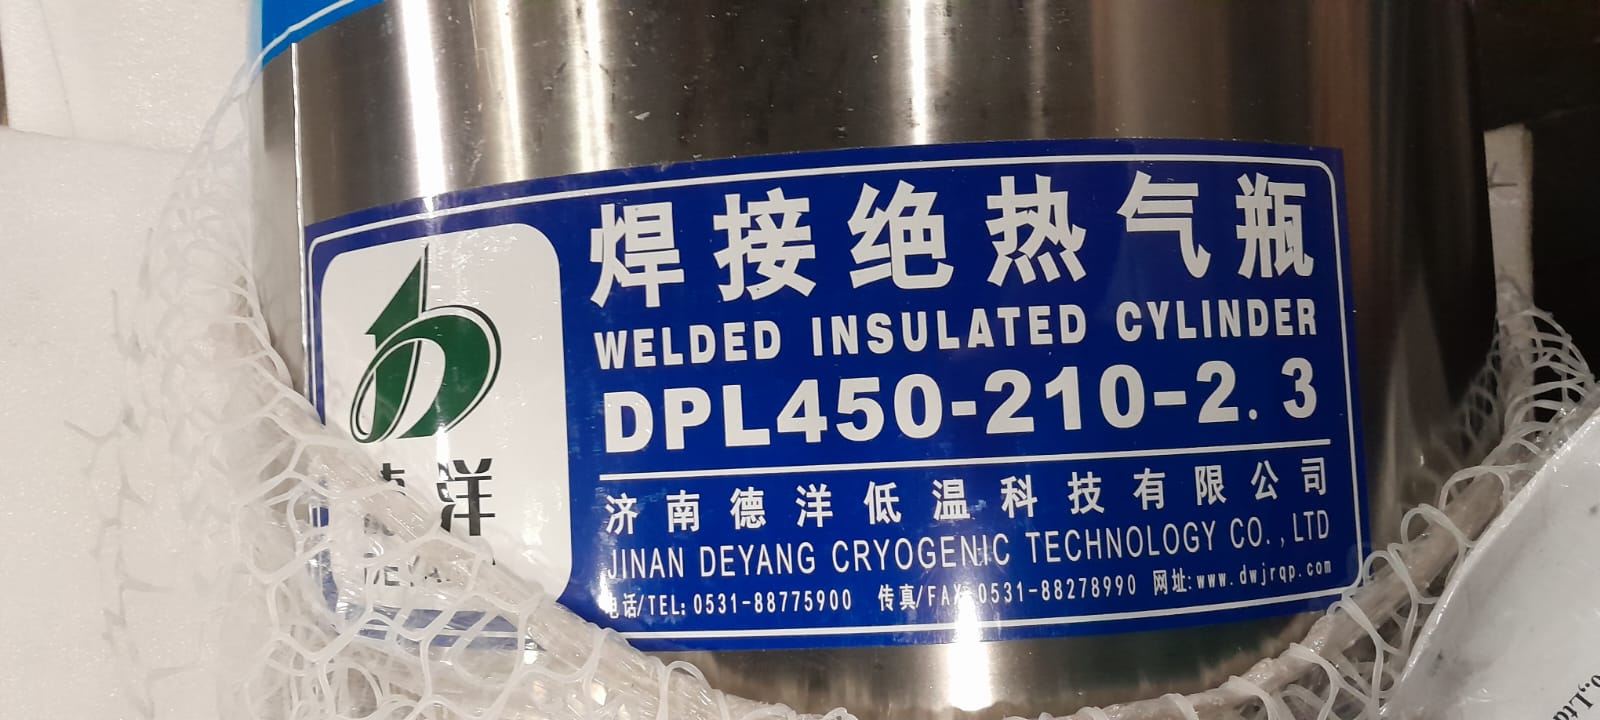 焊接绝热气瓶
WELDED INSULATED CYLINDER
DPL450-210-2.3
洋
济南德洋低温科技有限公司
JINAN DEYANG CRYOGENIC TECHNOLOGY CO.,LTD
电话/TEL:0531-88775900 传真/FAX:0531-88278990 网址:www.dwjrqp.com